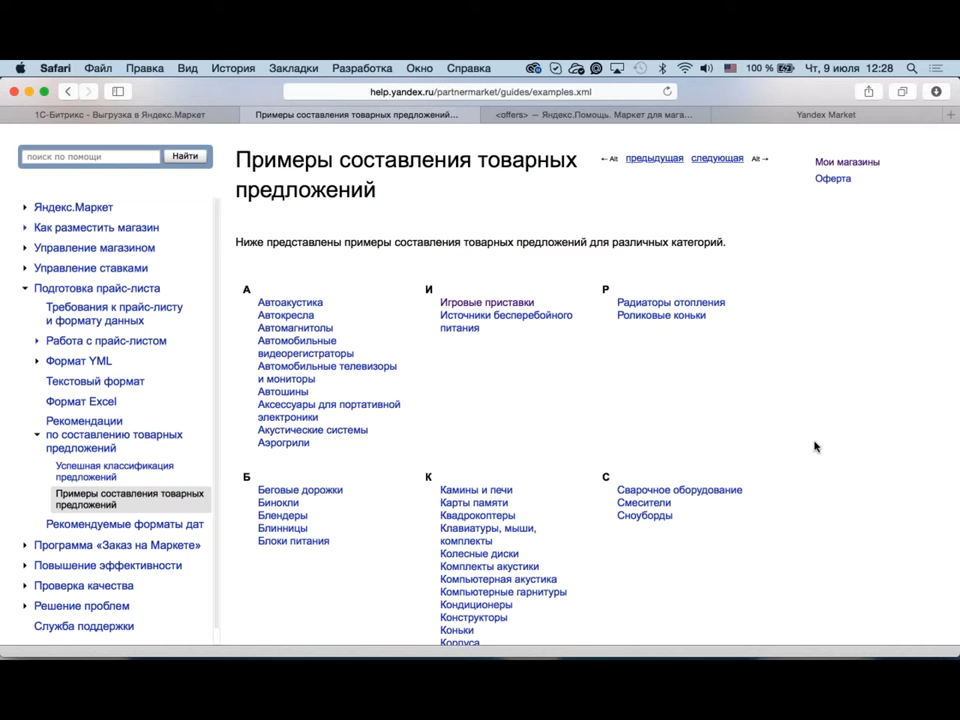 Safari Файл Правка Вид История Закладки Разработка Окно Справка 100 % Чт, 9 июля 12:28
help.yandex.ru/partnermarket/guides/examples.xml
1С-Битрикс - Выгрузка в Яндекс.Маркет
Примеры составления товарных предложений...
<offers> — Яндекс.Помощь. Маркет для мага...
Yandex Market
поиск по помощи Найти
Яндекс.Маркет
Как разместить магазин
Управление магазином
Управление ставками
Подготовка прайс-листа
Требования к прайс-листу
и формату данных
Работа с прайс-листом
Формат YML
Текстовый формат
Формат Excel
Рекомендации
по составлению товарных
предложений
Успешная классификация
предложений
Примеры составления товарных
предложений
Рекомендуемые форматы дат
Программа «Заказ на Маркете»
Повышение эффективности
Проверка качества
Решение проблем
Служба поддержки
Примеры составления товарных
предложений
← Alt предыдущая следующая Alt →
Мои магазины
Оферта
Ниже представлены примеры составления товарных предложений для различных категорий.
А
Автоакустика
Автокресла
Автомагнитолы
Автомобильные
видеорегистраторы
Автомобильные телевизоры
и мониторы
Автошины
Аксессуары для портативной
электроники
Акустические системы
Аэрогрили
И
Игровые приставки
Источники бесперебойного
питания
Р
Радиаторы отопления
Роликовые коньки
Б
Беговые дорожки
Бинокли
Блендеры
Блинницы
Блоки питания
К
Камины и печи
Карты памяти
Квадрокоптеры
Клавиатуры, мыши,
комплекты
Колесные диски
Комплекты акустики
Компьютерная акустика
Компьютерные гарнитуры
Кондиционеры
Конструкторы
Коньки
Корпуса
С
Сварочное оборудование
Смесители
Сноуборды